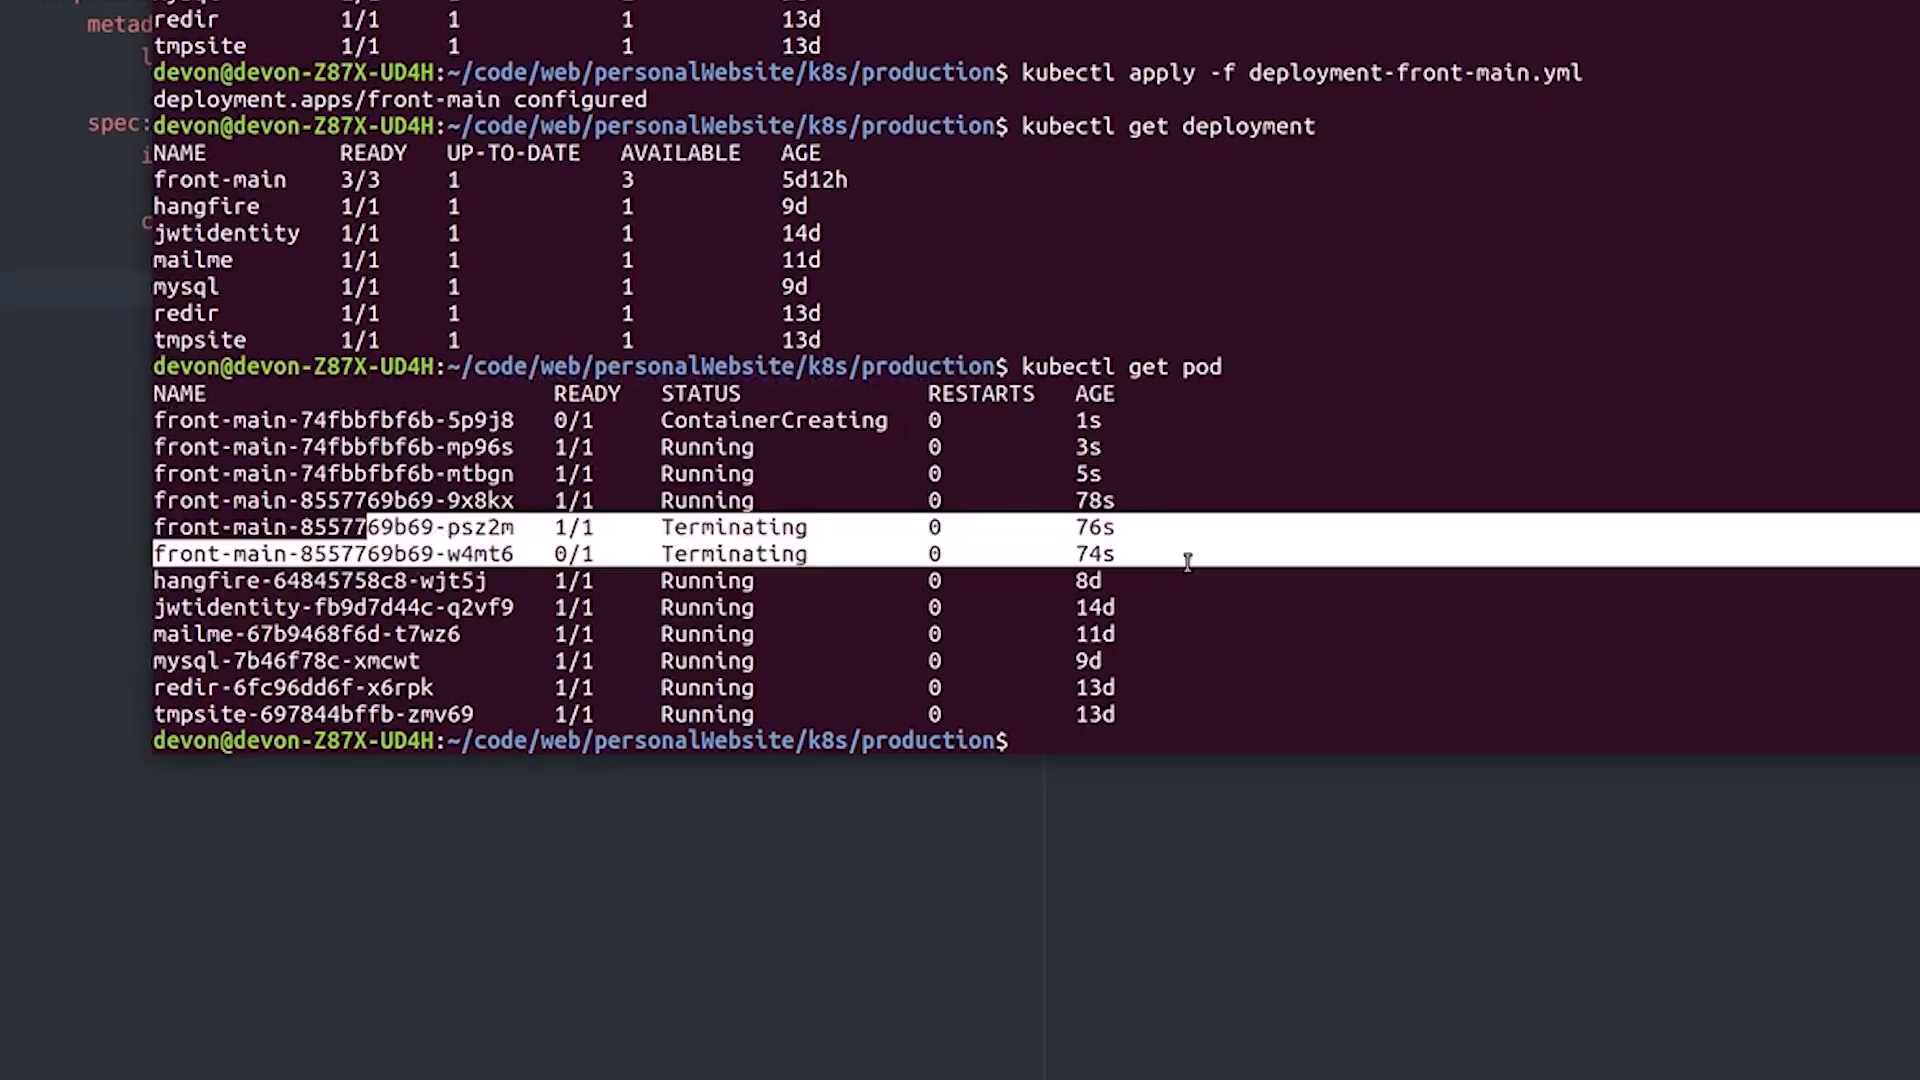 redir 1/1 1 1 13d
metad
tmpsite 1/1 1 1 13d
l
devon@devon-Z87X-UD4H:~/code/web/personalWebsite/k8s/production$ kubectl apply -f deployment-front-main.yml
deployment.apps/front-main configured
spec:
devon@devon-Z87X-UD4H:~/code/web/personalWebsite/k8s/production$ kubectl get deployment
i
NAME READY UP-TO-DATE AVAILABLE AGE
front-main 3/3 1 3 5d12h
hangfire 1/1 1 1 9d
c
jwtidentity 1/1 1 1 14d
mailme 1/1 1 1 11d
mysql 1/1 1 1 9d
redir 1/1 1 1 13d
tmpsite 1/1 1 1 13d
devon@devon-Z87X-UD4H:~/code/web/personalWebsite/k8s/production$ kubectl get pod
NAME READY STATUS RESTARTS AGE
front-main-74fbbfbf6b-5p9j8 0/1 ContainerCreating 0 1s
front-main-74fbbfbf6b-mp96s 1/1 Running 0 3s
front-main-74fbbfbf6b-mtbgn 1/1 Running 0 5s
front-main-8557769b69-9x8kx 1/1 Running 0 78s
front-main-8557769b69-psz2m 1/1 Terminating 0 76s
front-main-8557769b69-w4mt6 0/1 Terminating 0 74s
hangfire-64845758c8-wjt5j 1/1 Running 0 8d
jwtidentity-fb9d7d44c-q2vf9 1/1 Running 0 14d
mailme-67b9468f6d-t7wz6 1/1 Running 0 11d
mysql-7b46f78c-xmcwt 1/1 Running 0 9d
redir-6fc96dd6f-x6rpk 1/1 Running 0 13d
tmpsite-697844bffb-zmv69 1/1 Running 0 13d
devon@devon-Z87X-UD4H:~/code/web/personalWebsite/k8s/production$